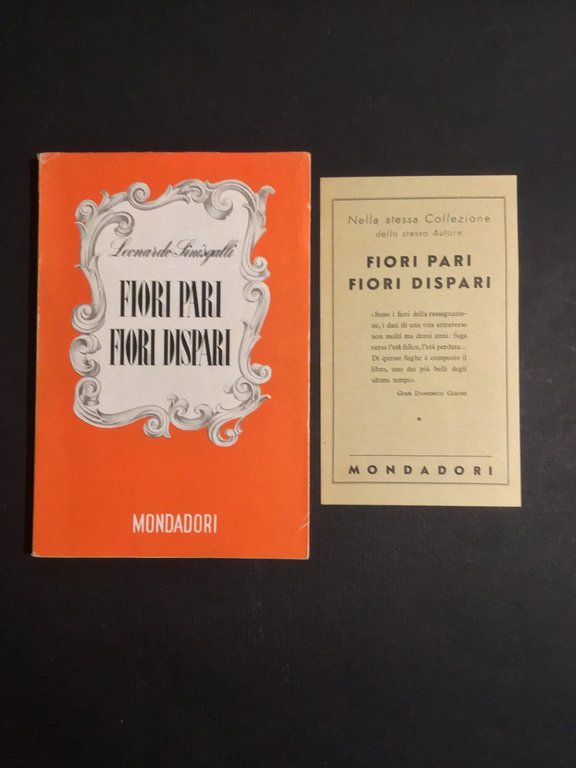 Leonardo Sinisgalli
FIORI PARI
FIORI DISPARI
MONDADORI
Nella stessa Collezione
dello stesso Autore
FIORI PARI
FIORI DISPARI
«Sono i fiori della rassegnazio-
ne, i dati di una vita attraverso
non molti ma densi anni: fuga
verso l'età felice, l'età perduta...
Di queste fughe è composto il
libro, uno dei più belli degli
ultimi tempi».
GIAN DOMENICO GIAGNI
*
MONDADORI